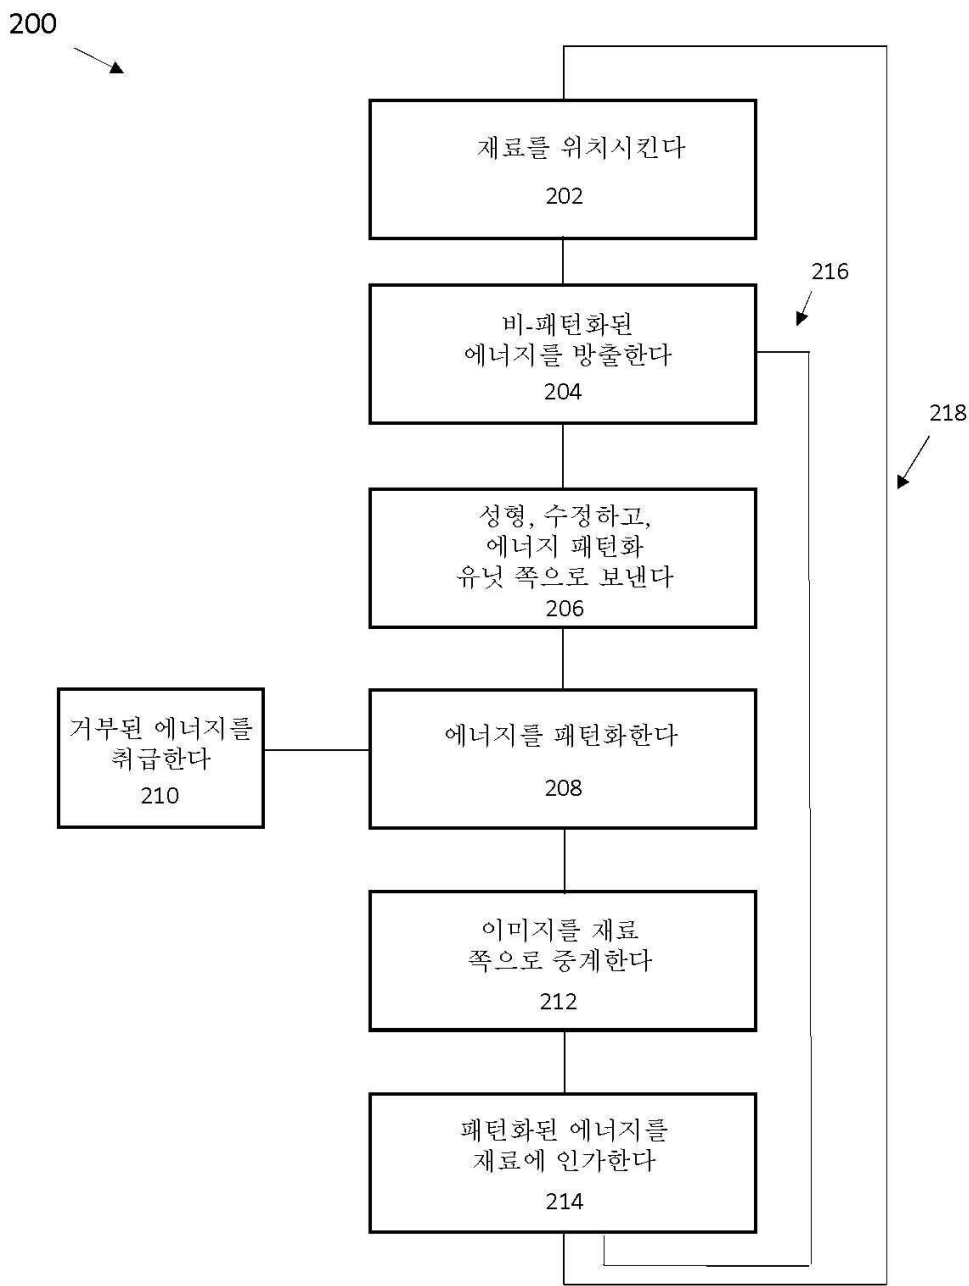 200
재료를 위치시킨다
202
216
비-패턴화된
에너지를 방출한다
204
218
성형, 수정하고,
에너지 패턴화
유닛 쪽으로 보낸다
206
거부된 에너지를
취급한다
210
에너지를 패턴화한다
208
이미지를 재료
쪽으로 중계한다
212
패턴화된 에너지를
재료에 인가한다
214